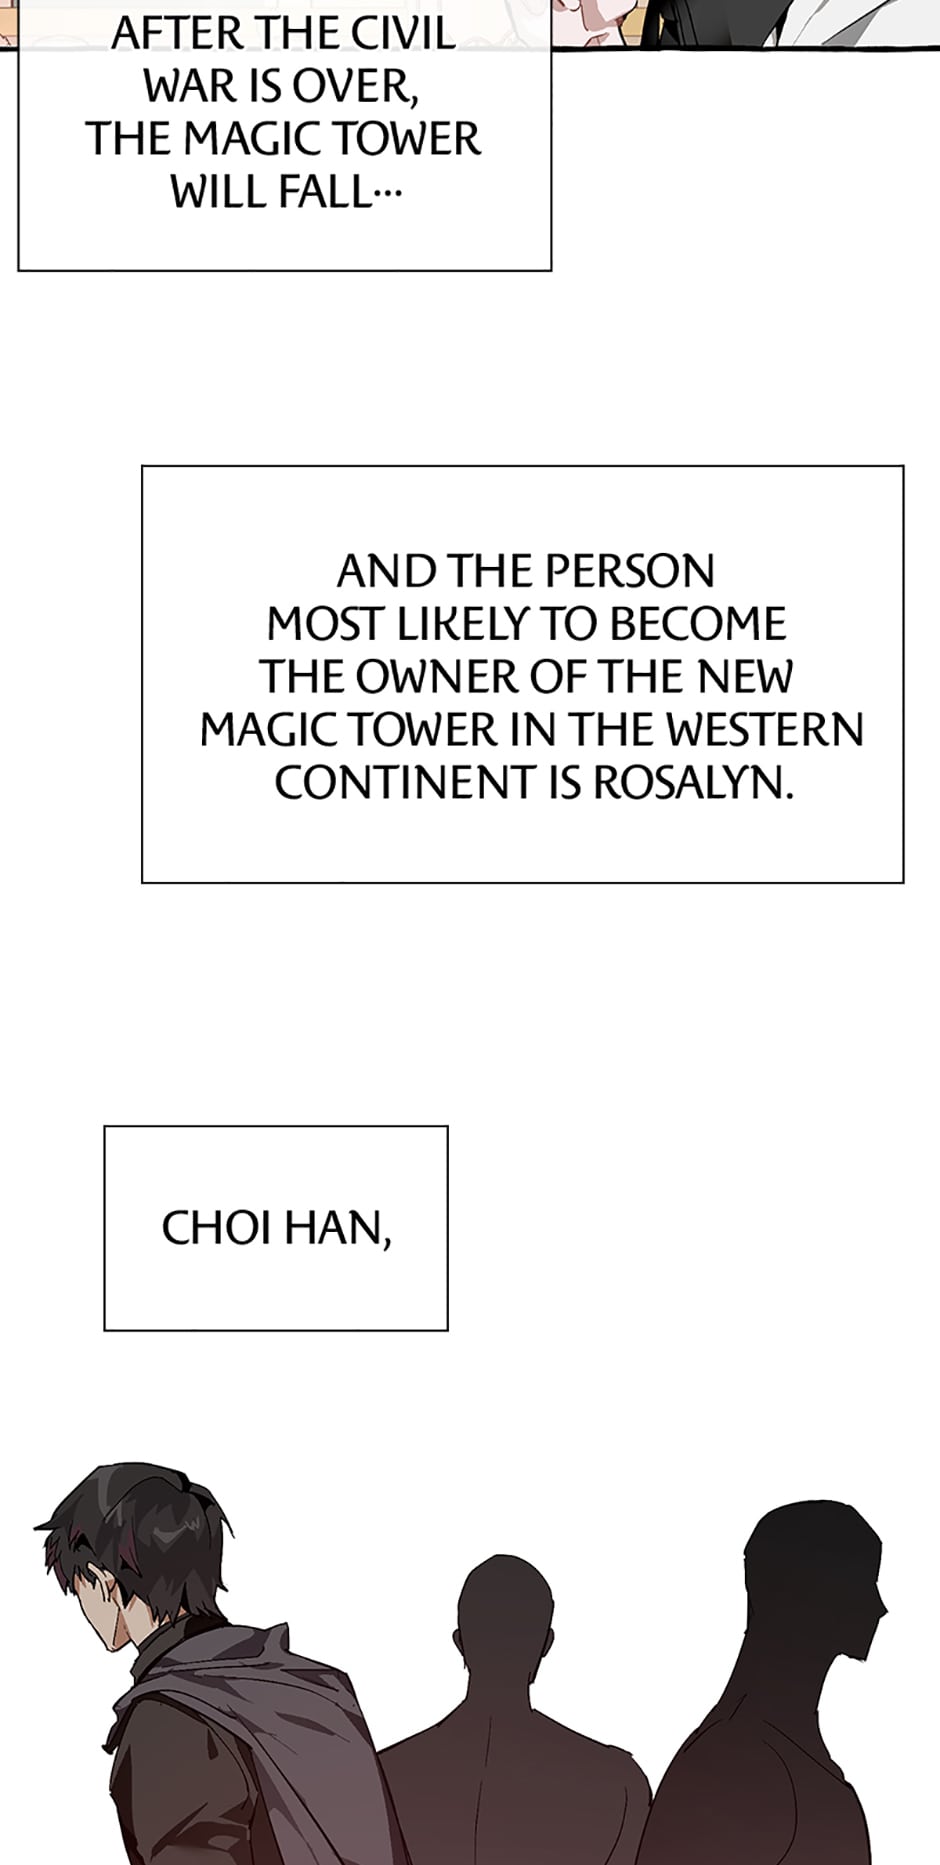 AFTER THE CIVIL
WAR IS OVER,
THE MAGIC TOWER
WILL FALL···
AND THE PERSON
MOST LIKELY TO BECOME
THE OWNER OF THE NEW
MAGIC TOWER IN THE WESTERN
CONTINENT IS ROSALYN.
CHOI HAN,